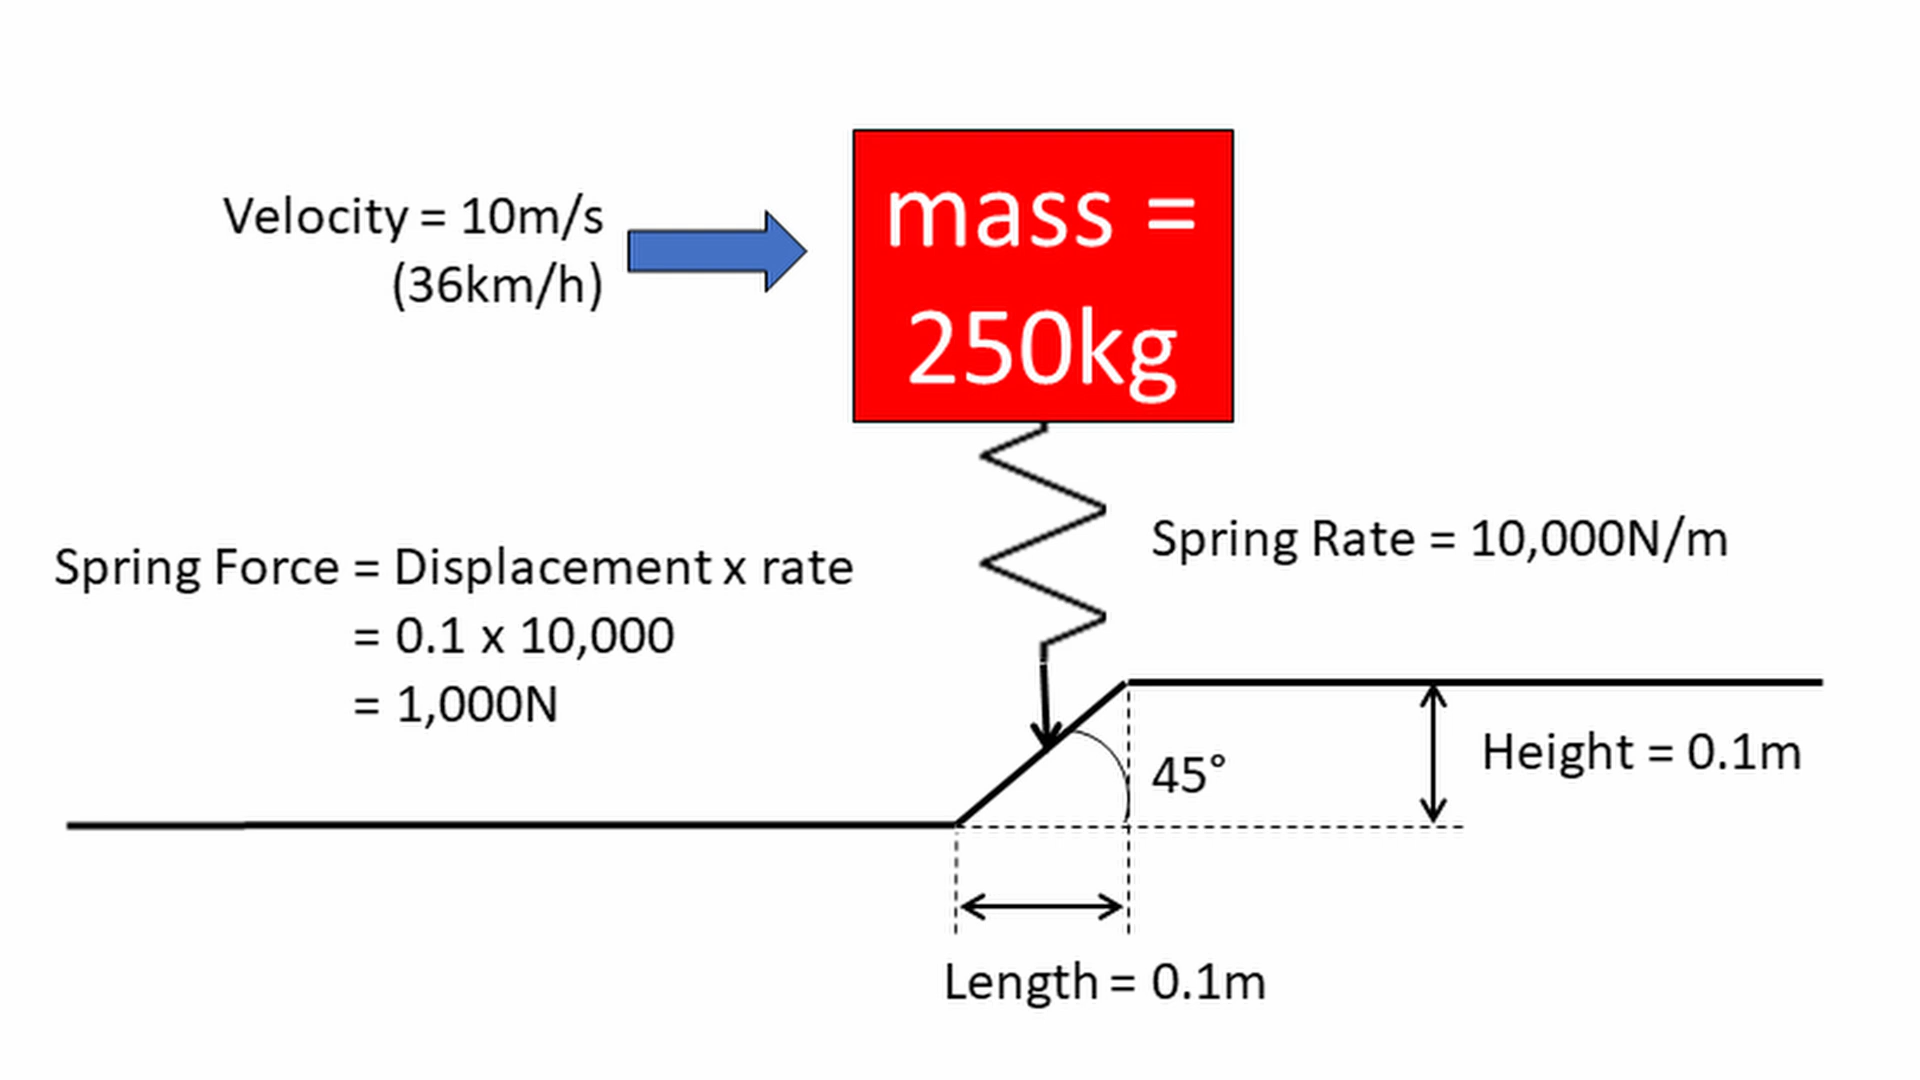 Velocity = 10m/s
(36km/h)
mass =
250kg
Spring Force = Displacement x rate
= 0.1 x 10,000
= 1,000N
Spring Rate = 10,000N/m
45°
Height = 0.1m
Length = 0.1m